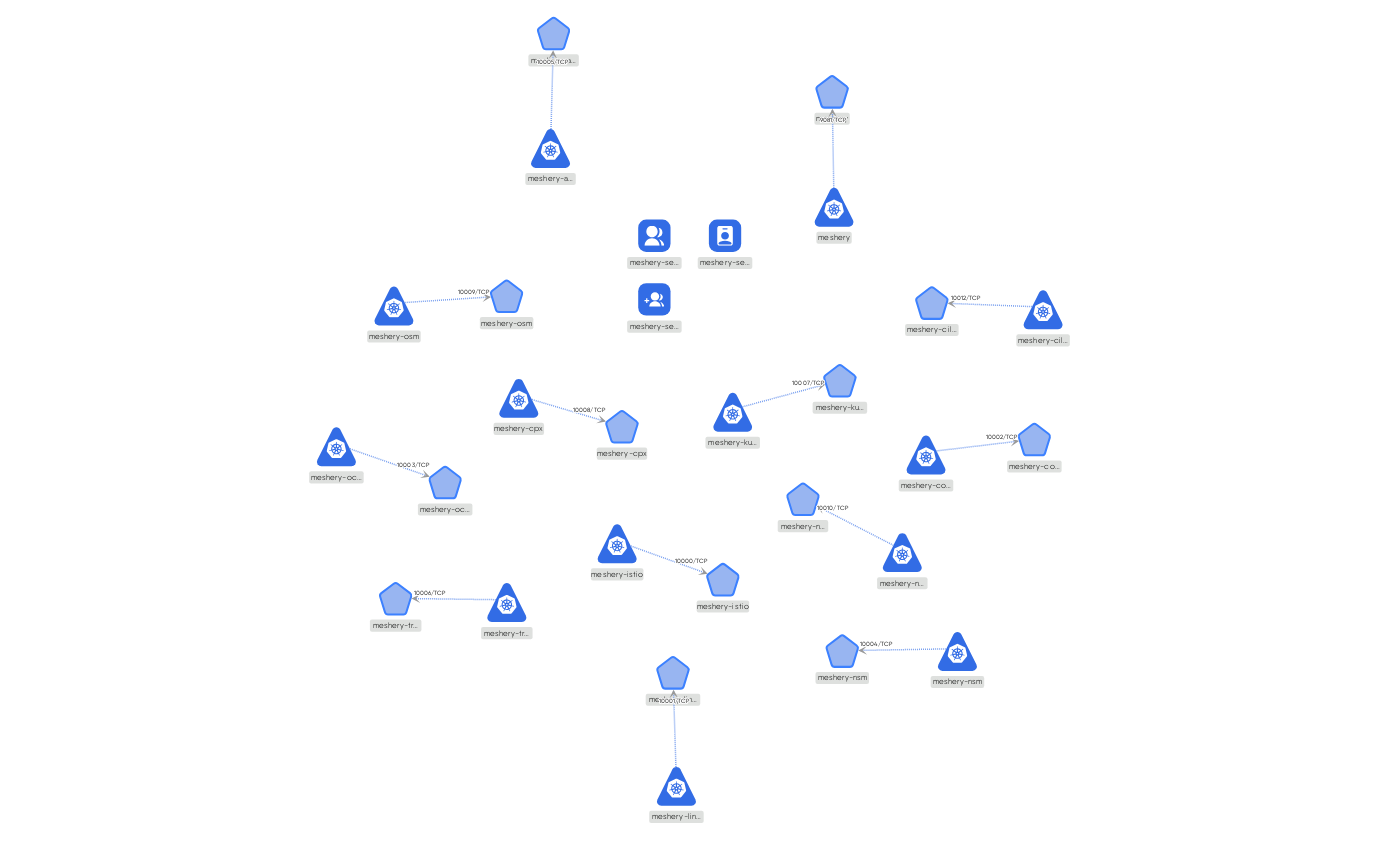 10005/TCP
meshery-a...
meshery
meshery-se...
meshery-se...
meshery-se...
10009/TCP
meshery-osm
meshery-osm
10012/TCP
meshery-cil...
meshery-cil...
10008/TCP
meshery-cpx
meshery-cpx
10007/TCP
meshery-ku...
meshery-ku...
10003/TCP
meshery-oc...
meshery-oc...
10002/TCP
meshery-co...
meshery-co...
10010/TCP
meshery-n...
meshery-n...
10000/TCP
meshery-istio
meshery-istio
10006/TCP
meshery-tr...
meshery-tr...
10004/TCP
meshery-nsm
meshery-nsm
10001/TCP
meshery-lin...